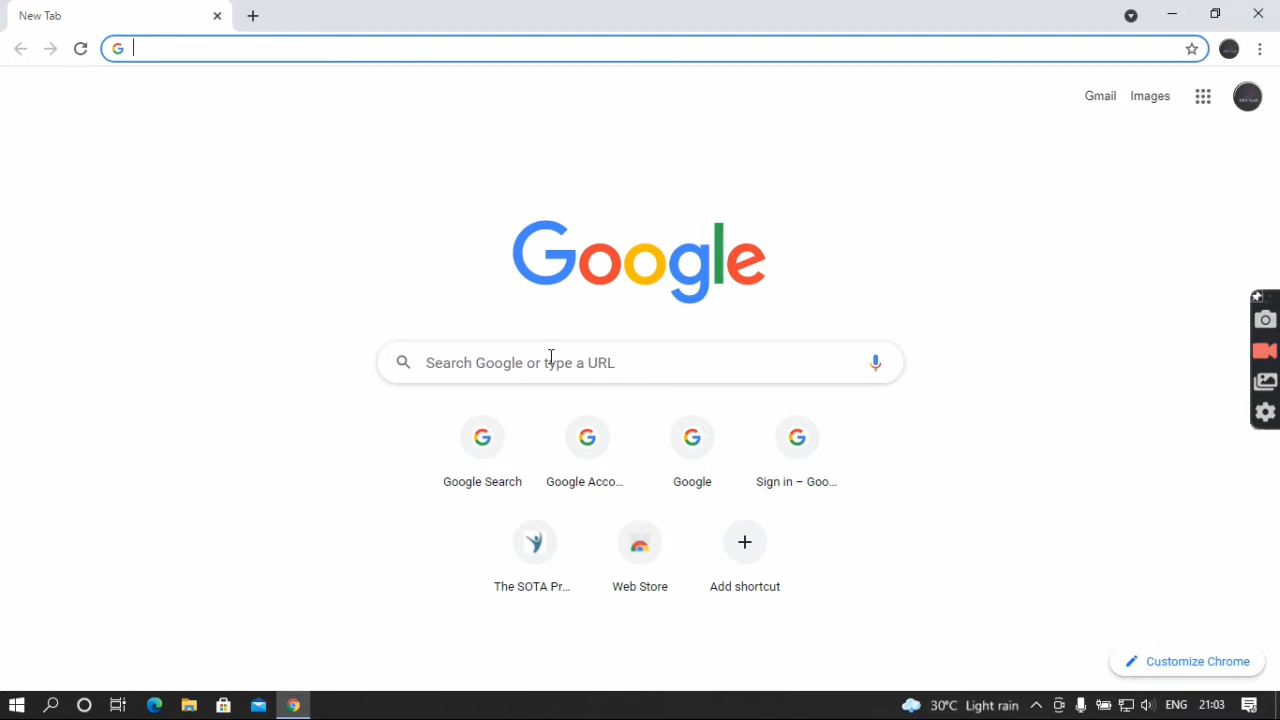 New Tab
Gmail Images
Google
Search Google or type a URL
Google Search Google Acco... Google Sign in – Goo...
The SOTA Pr... Web Store Add shortcut
Customize Chrome
30°C Light rain ENG 21:03